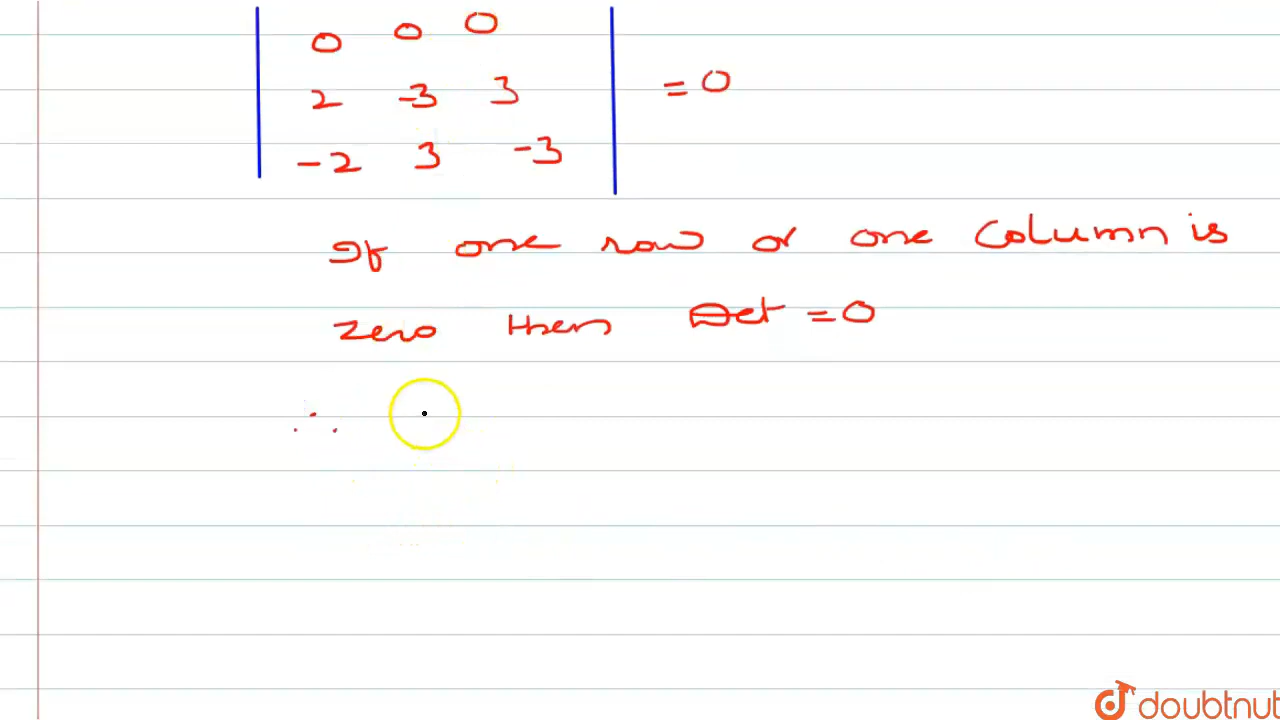 0 0 0
2 -3 3 = 0
-2 3 -3
If one row or one column is
zero then Det = 0
∴
doubtnut